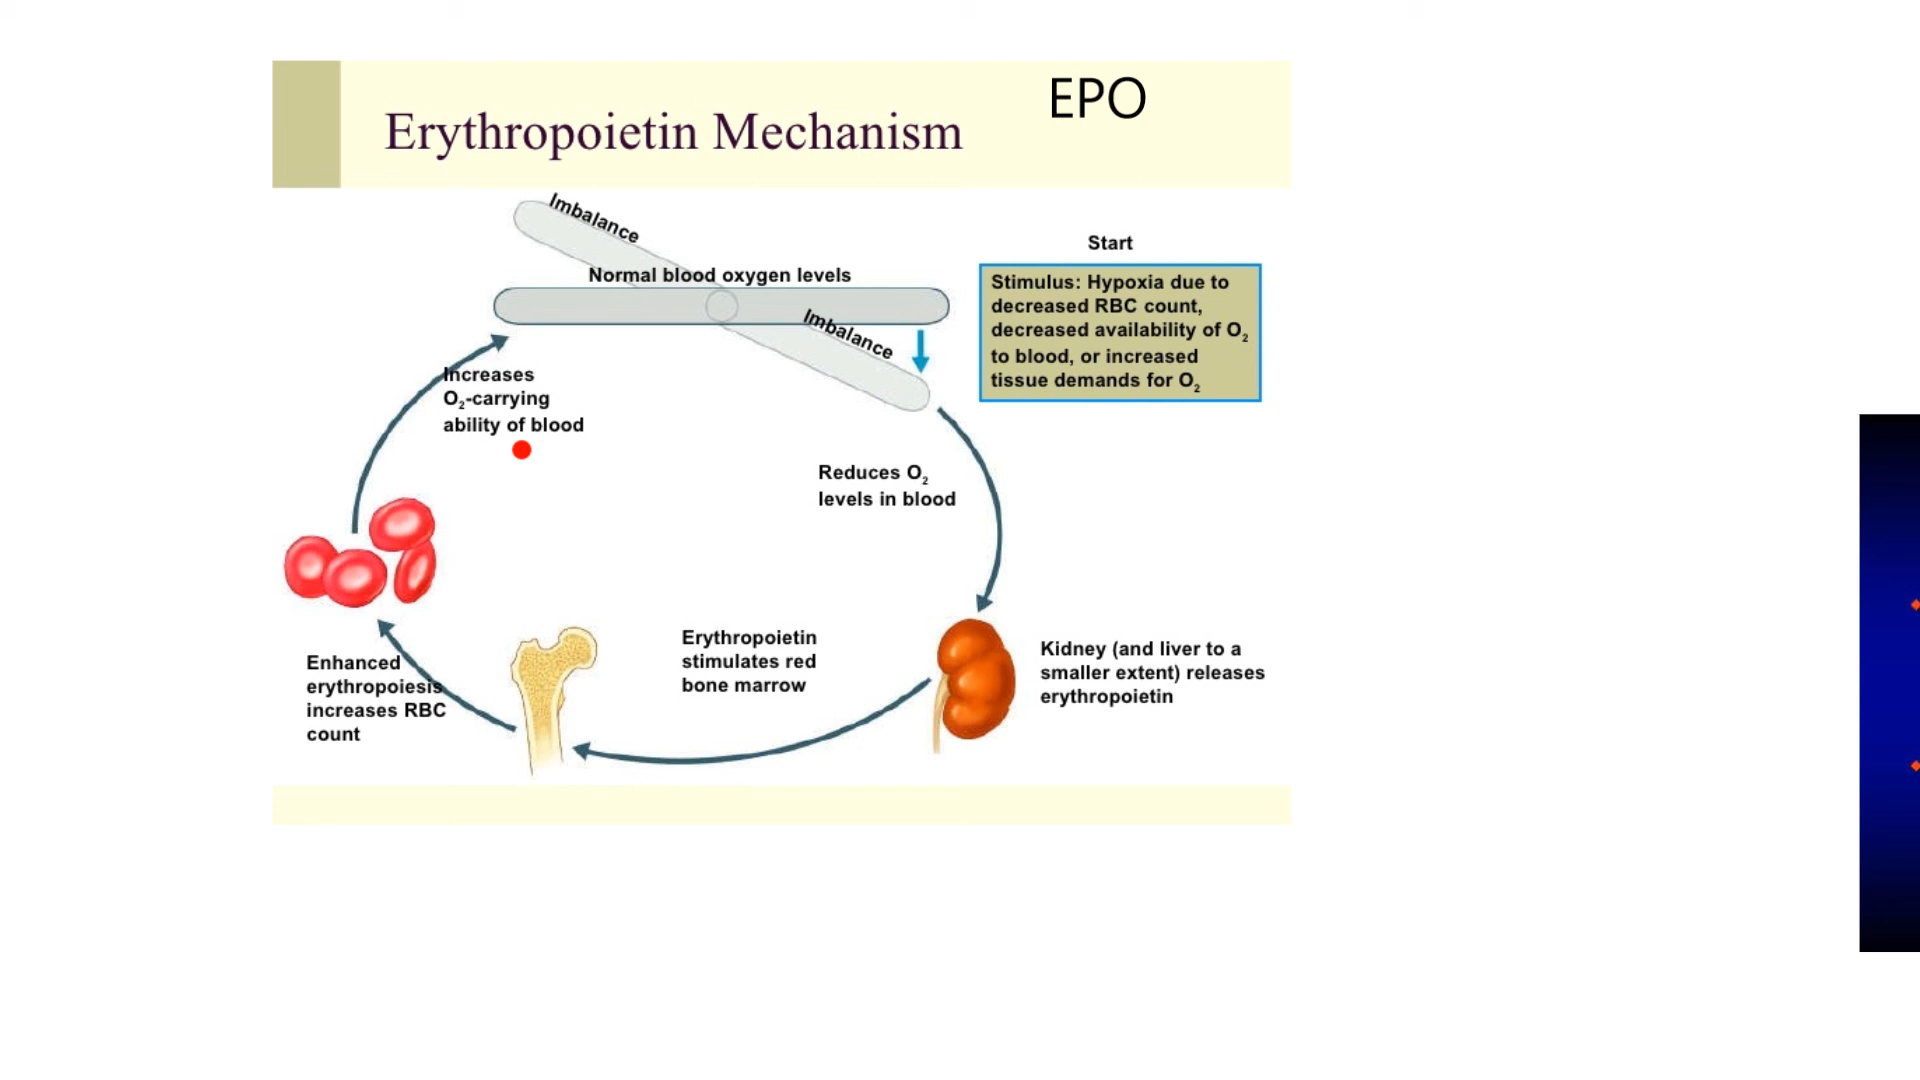 EPO
Erythropoietin Mechanism
Imbalance
Normal blood oxygen levels
Imbalance
Start
Stimulus: Hypoxia due to
decreased RBC count,
decreased availability of O₂
to blood, or increased
tissue demands for O₂
Increases
O₂-carrying
ability of blood
Reduces O₂
levels in blood
Erythropoietin
stimulates red
bone marrow
Kidney (and liver to a
smaller extent) releases
erythropoietin
Enhanced
erythropoiesis
increases RBC
count